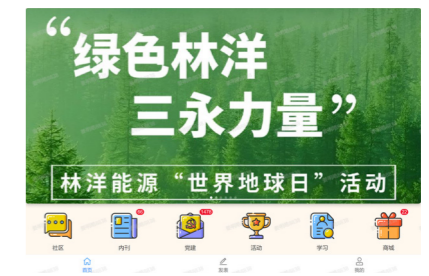 “绿色林洋
三永力量”
林洋能源“世界地球日”活动
社区 内刊 党建 活动 学习 商城
首页 发表 我的